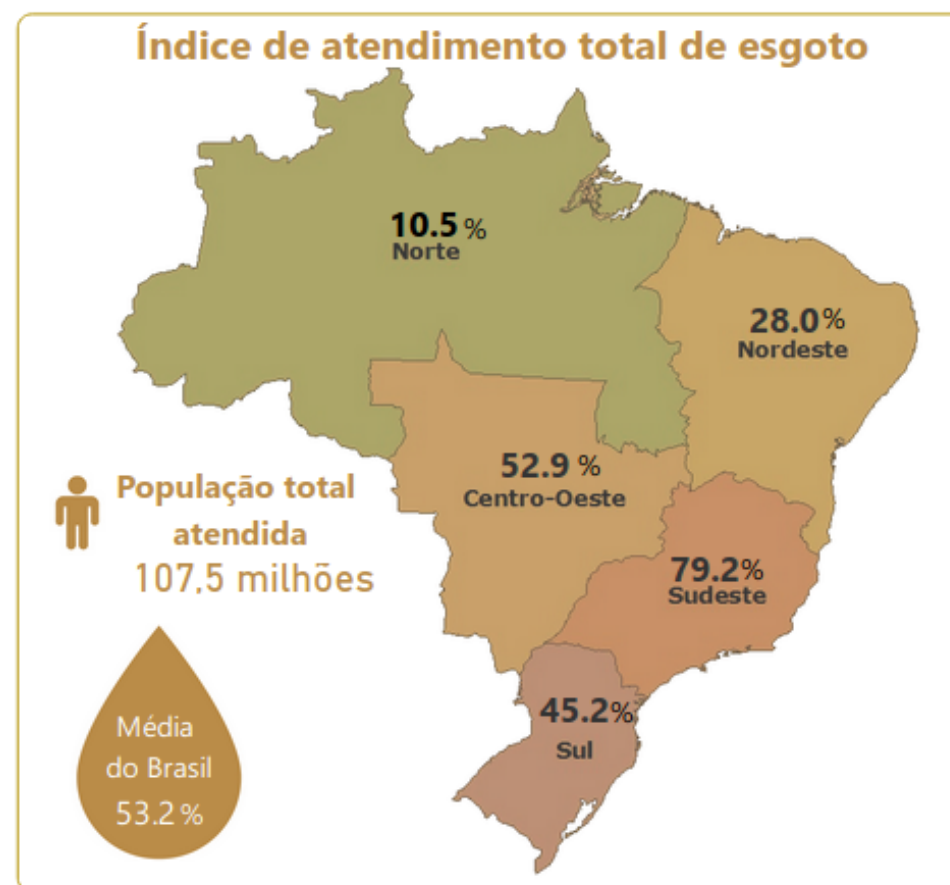 Índice de atendimento total de esgoto
10.5 %
Norte
28.0%
Nordeste
52.9 %
Centro-Oeste
População total
atendida
107,5 milhões
79.2%
Sudeste
45.2%
Sul
Média
do Brasil
53.2 %